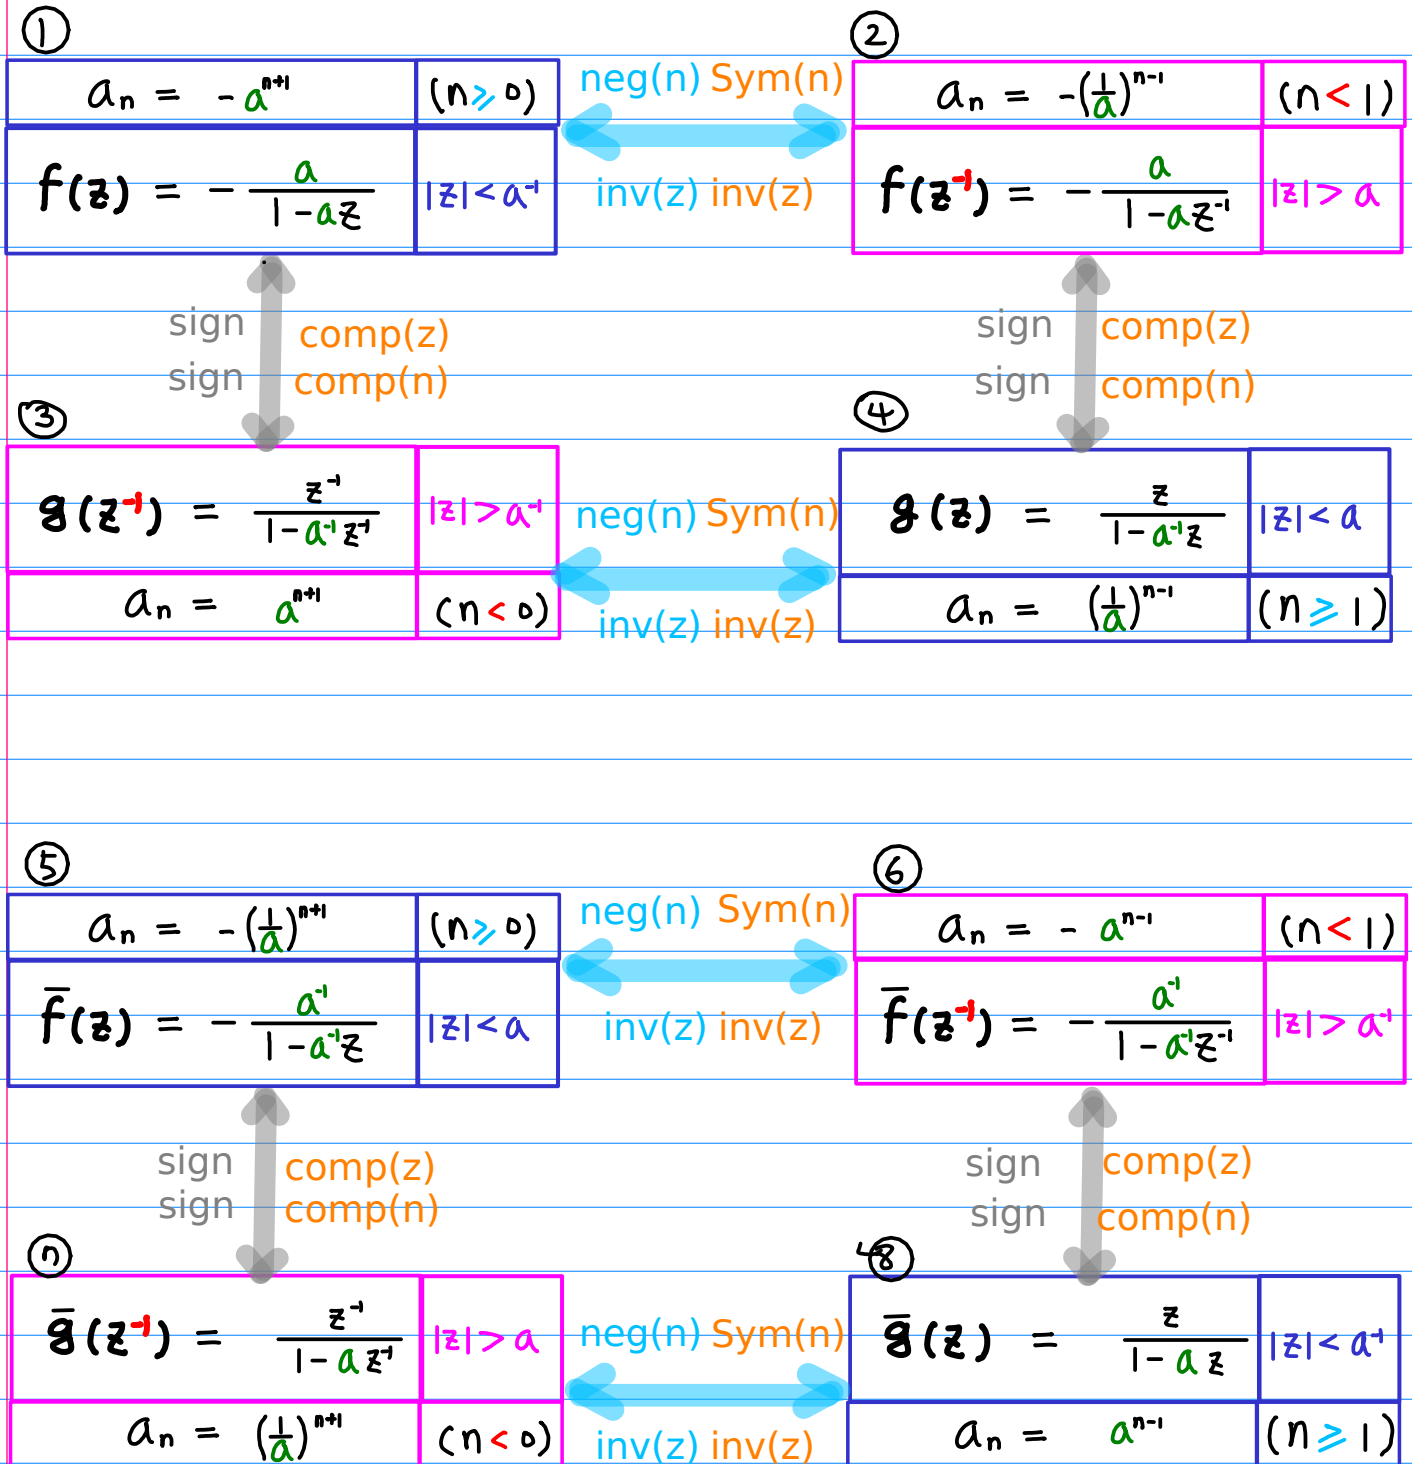 ① ②
aₙ = -aⁿ⁺¹ (n ⩾ 0) neg(n) Sym(n) aₙ = -(1/a)ⁿ⁻¹ (n < 1)
f(z) = - a/(1-az) |z| < a⁻¹ inv(z) inv(z) f(z⁻¹) = - a/(1-az⁻¹) |z| > a
sign comp(z) sign comp(z)
sign comp(n) sign comp(n)
③ ④
g(z⁻¹) = z⁻¹/(1-a⁻¹z⁻¹) |z| > a⁻¹ neg(n) Sym(n) g(z) = z/(1-a⁻¹z) |z| < a
aₙ = aⁿ⁺¹ (n < 0) inv(z) inv(z) aₙ = (1/a)ⁿ⁻¹ (n ⩾ 1)
⑤ ⑥
aₙ = -(1/a)ⁿ⁺¹ (n ⩾ 0) neg(n) Sym(n) aₙ = -aⁿ⁻¹ (n < 1)
f̅(z) = - a⁻¹/(1-a⁻¹z) |z| < a inv(z) inv(z) f̅(z⁻¹) = - a⁻¹/(1-a⁻¹z⁻¹) |z| > a⁻¹
sign comp(z) sign comp(z)
sign comp(n) sign comp(n)
⑦ ⑧
g̅(z⁻¹) = z⁻¹/(1-az⁻¹) |z| > a neg(n) Sym(n) g̅(z) = z/(1-az) |z| < a⁻¹
aₙ = (1/a)ⁿ⁺¹ (n < 0) inv(z) inv(z) aₙ = aⁿ⁻¹ (n ⩾ 1)